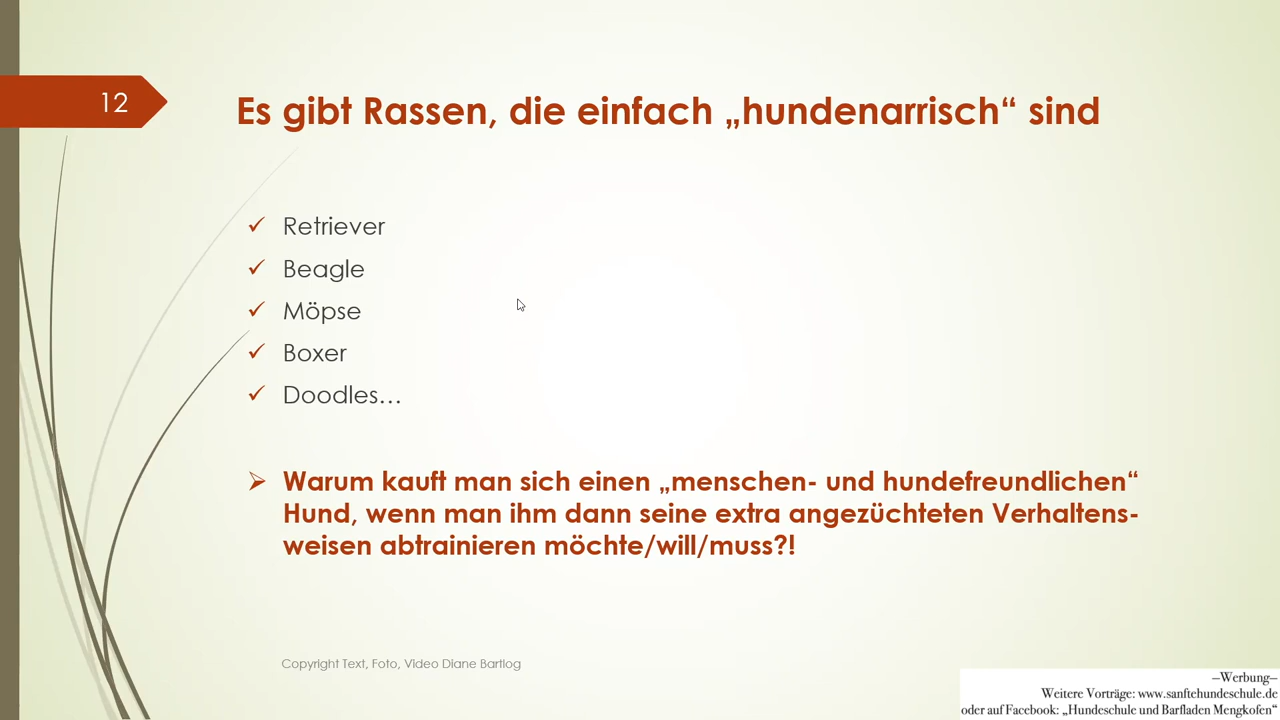 12
Es gibt Rassen, die einfach „hundenarrisch“ sind
Retriever
Beagle
Möpse
Boxer
Doodles…
Warum kauft man sich einen „menschen- und hundefreundlichen“
Hund, wenn man ihm dann seine extra angezüchteten Verhaltens-
weisen abtrainieren möchte/will/muss?!
Copyright Text, Foto, Video Diane Bartlog
—Werbung—
Weitere Vorträge: www.sanftehundeschule.de
oder auf Facebook: „Hundeschule und Barfladen Mengkofen“